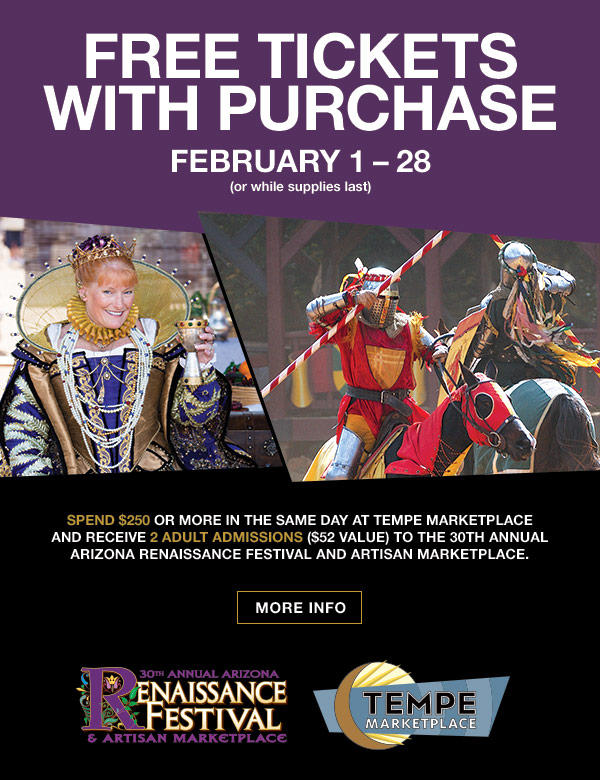 FREE TICKETS
WITH PURCHASE
FEBRUARY 1 – 28
(or while supplies last)
SPEND $250 OR MORE IN THE SAME DAY AT TEMPE MARKETPLACE
AND RECEIVE 2 ADULT ADMISSIONS ($52 VALUE) TO THE 30TH ANNUAL
ARIZONA RENAISSANCE FESTIVAL AND ARTISAN MARKETPLACE.
MORE INFO
30TH ANNUAL ARIZONA
RENAISSANCE
FESTIVAL
& ARTISAN MARKETPLACE
TEMPE
MARKETPLACE